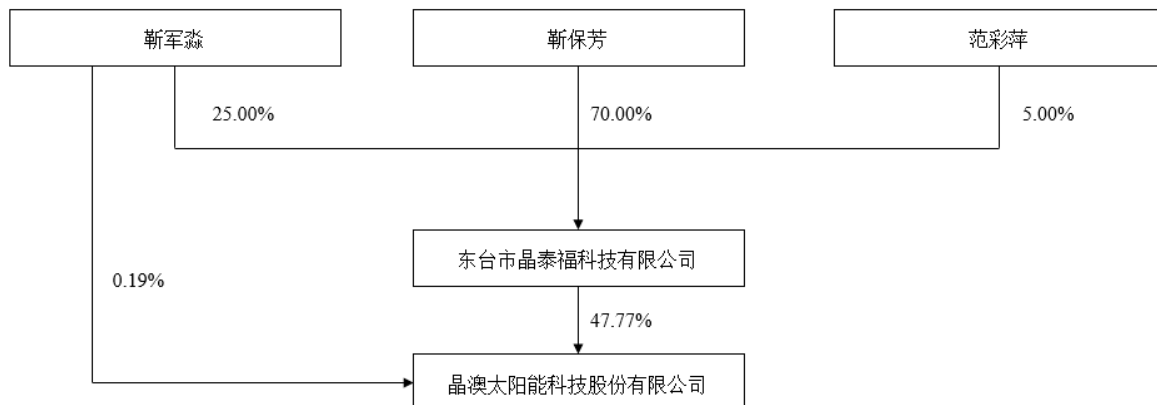 靳军淼
靳保芳
范彩萍
25.00%
70.00%
5.00%
东台市晶泰福科技有限公司
0.19%
47.77%
晶澳太阳能科技股份有限公司